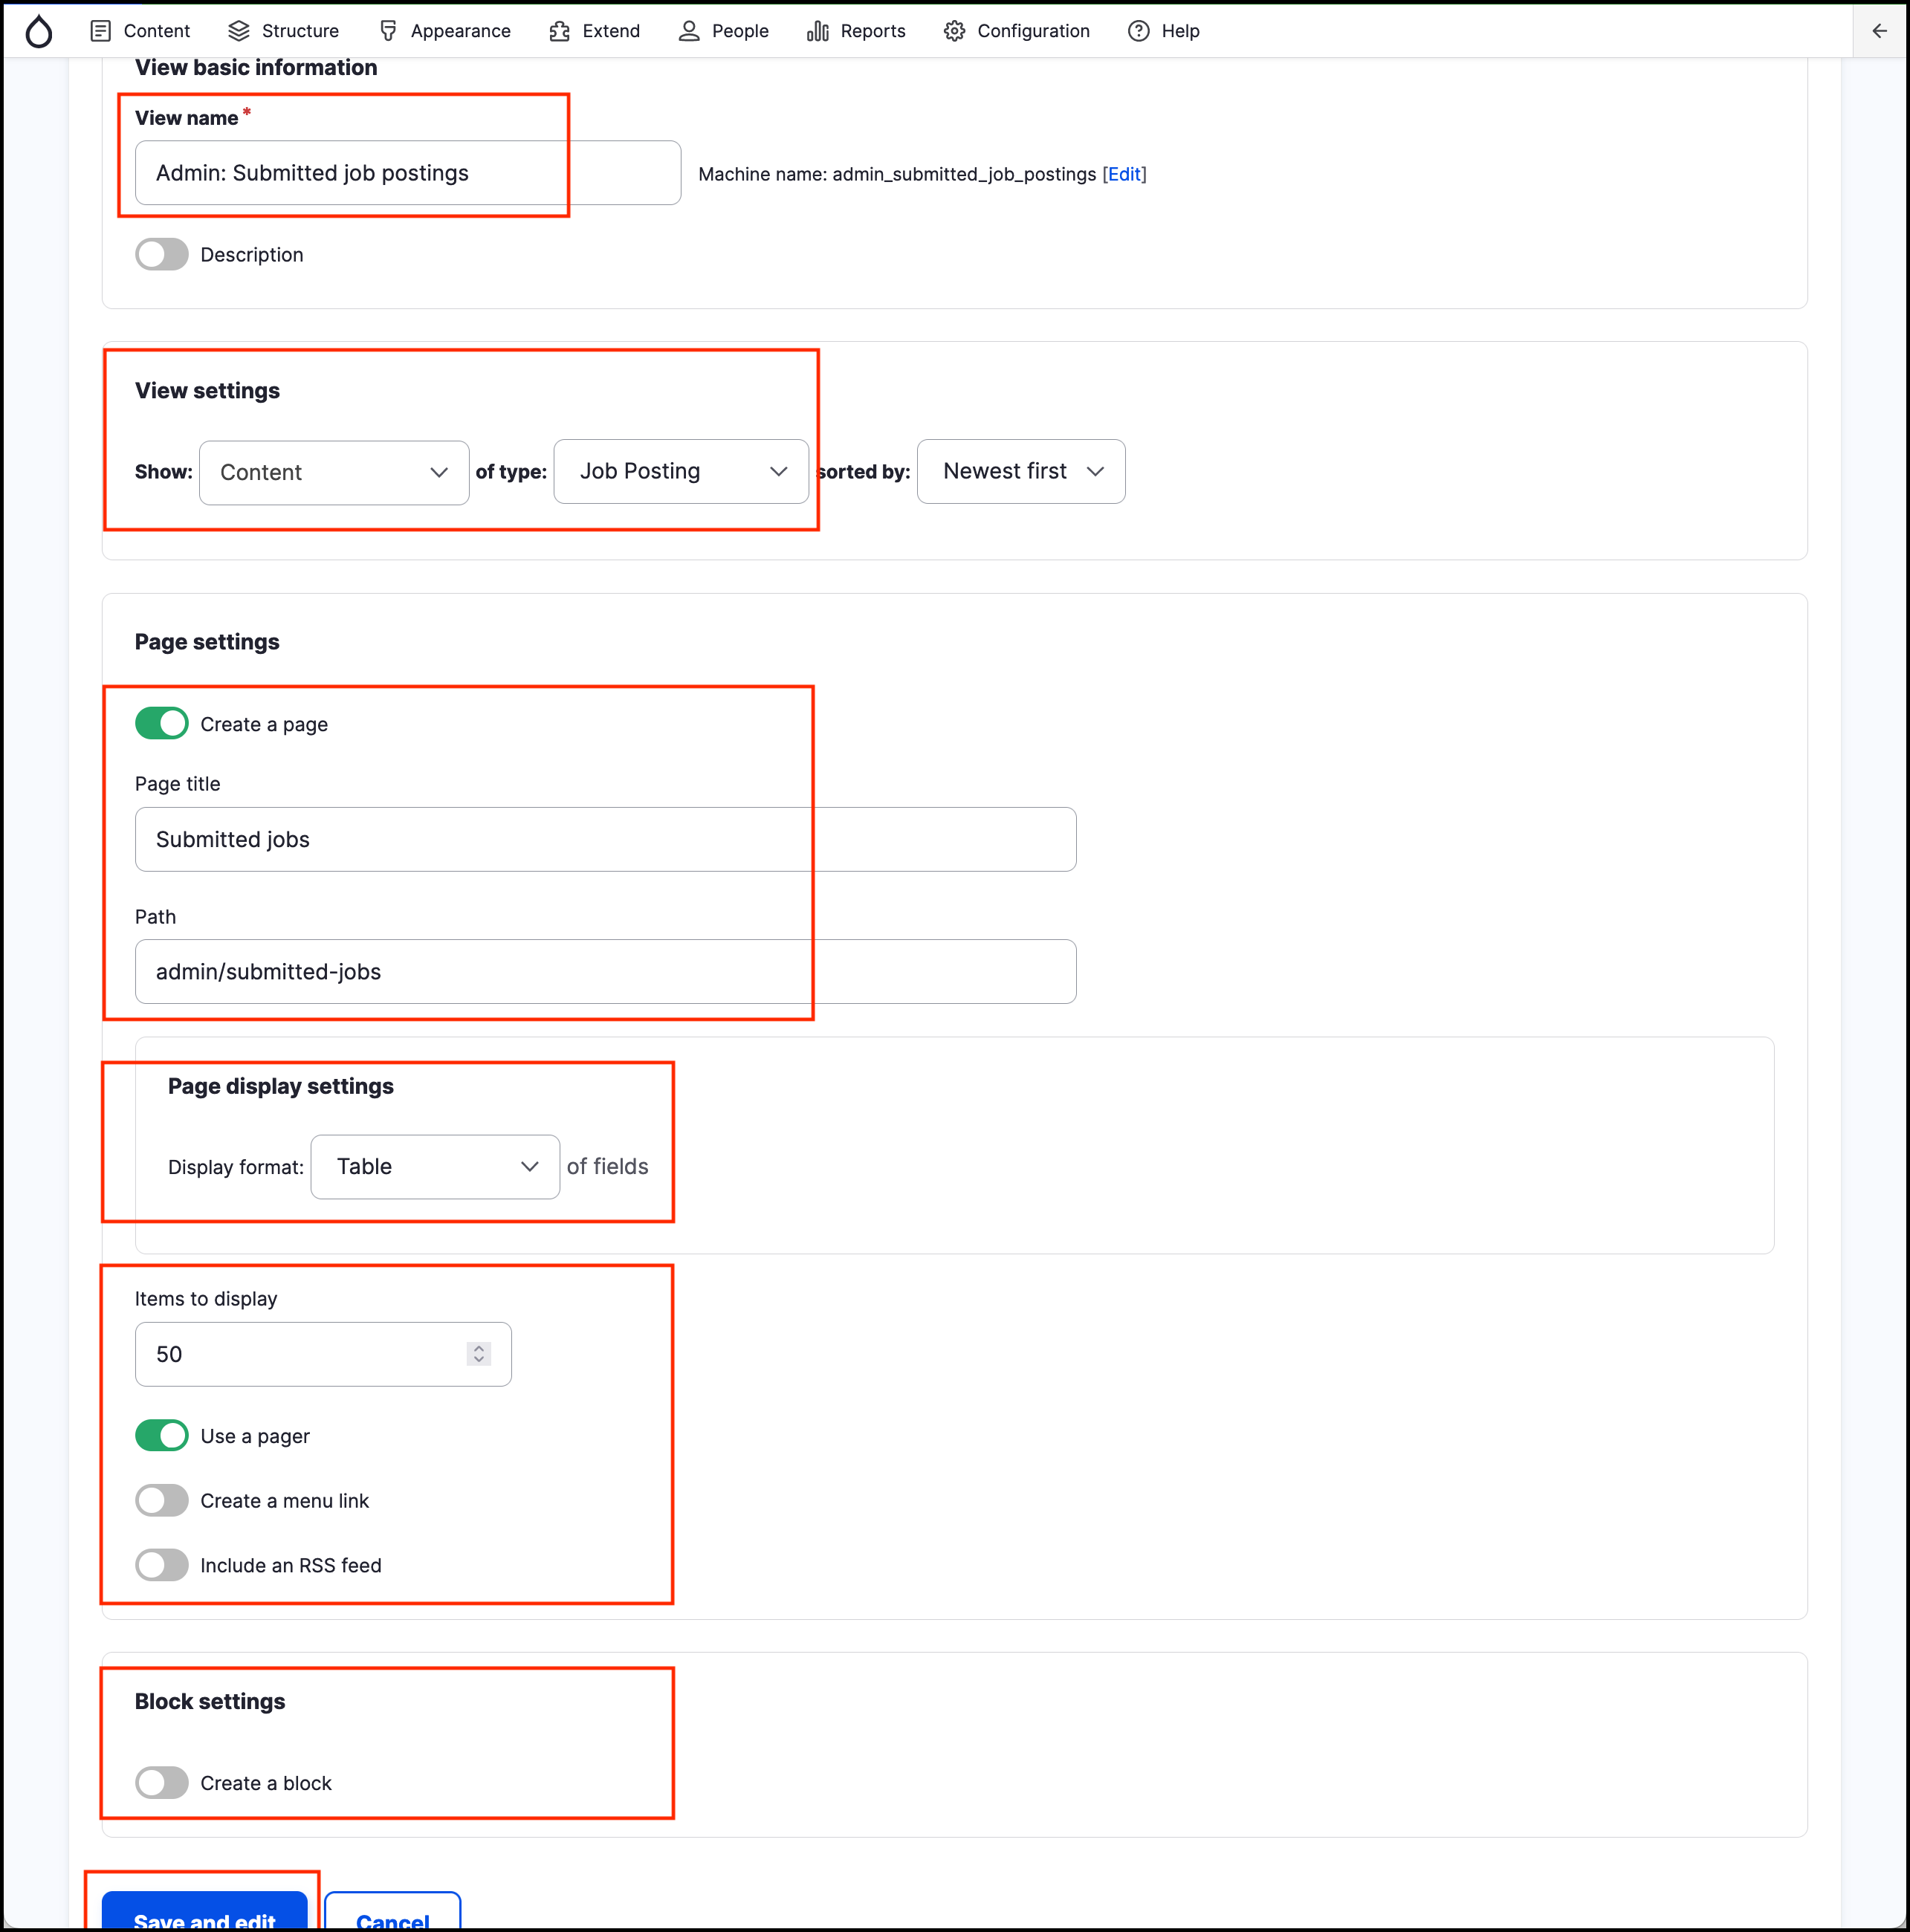 Content Structure Appearance Extend People Reports Configuration Help
View basic information
View name *
Admin: Submitted job postings
Machine name: admin_submitted_job_postings [Edit]
Description
View settings
Show: Content of type: Job Posting sorted by: Newest first
Page settings
Create a page
Page title
Submitted jobs
Path
admin/submitted-jobs
Page display settings
Display format: Table of fields
Items to display
50
Use a pager
Create a menu link
Include an RSS feed
Block settings
Create a block
Save and edit Cancel